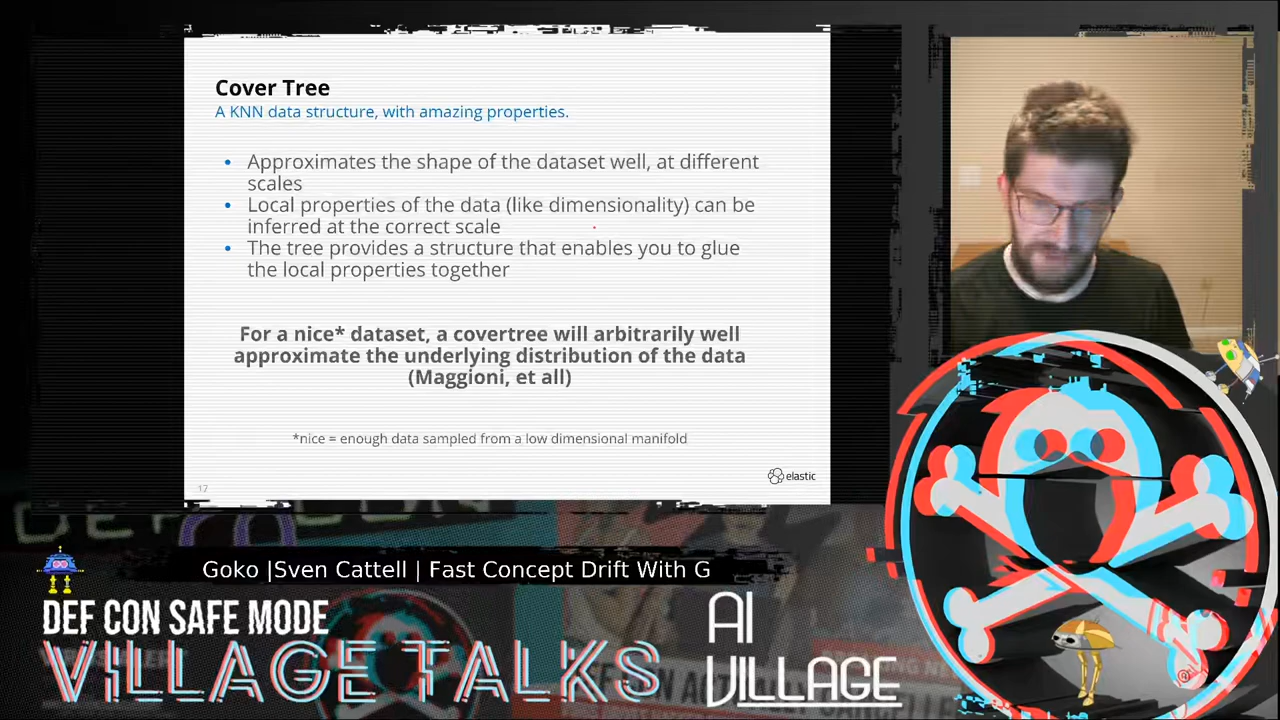 Cover Tree
A KNN data structure, with amazing properties.
• Approximates the shape of the dataset well, at different
scales
• Local properties of the data (like dimensionality) can be
inferred at the correct scale
• The tree provides a structure that enables you to glue
the local properties together
For a nice* dataset, a covertree will arbitrarily well
approximate the underlying distribution of the data
(Maggioni, et all)
*nice = enough data sampled from a low dimensional manifold
elastic
17
Goko |Sven Cattell | Fast Concept Drift With G
DEF CON SAFE MODE
VILLAGE TALKS
AI
VILLAGE